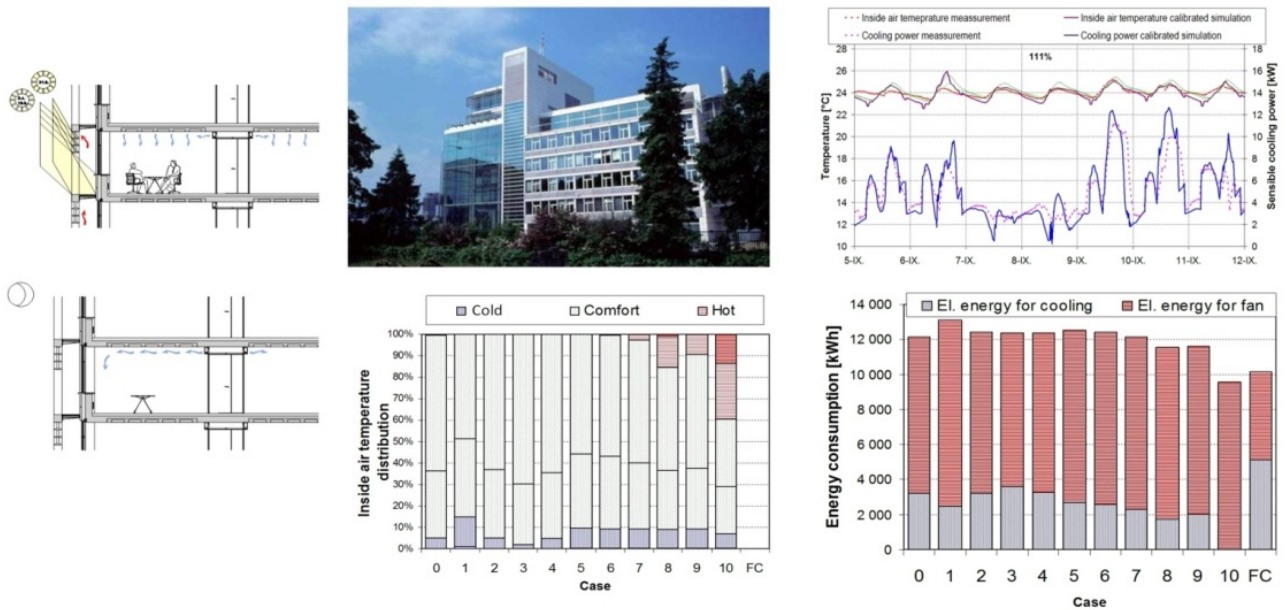 Inside air temeprature measurement
Inside air temperature calibrated simulation
Cooling power measurement
Cooling power calibrated simulation
111%
Temperature [°C]
28
26
24
22
20
18
16
14
12
10
Sensible cooling power [kW]
18
16
14
12
10
8
6
4
2
0
5-IX.
6-IX.
7-IX.
8-IX.
9-IX.
10-IX.
11-IX.
12-IX.
Cold
Comfort
Hot
Inside air temperature
distribution
100%
90%
80%
70%
60%
50%
40%
30%
20%
10%
0%
0 1 2 3 4 5 6 7 8 9 10 FC
Case
El. energy for cooling
El. energy for fan
Energy consumption [kWh]
14 000
12 000
10 000
8 000
6 000
4 000
2 000
0
0 1 2 3 4 5 6 7 8 9 10 FC
Case